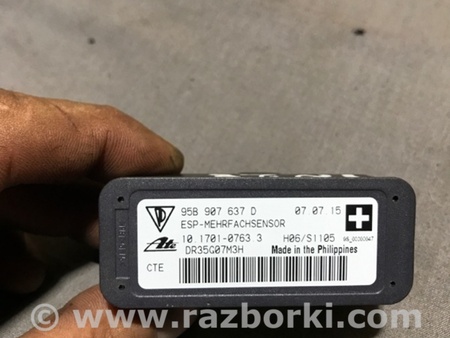 95B 907 637 D 07 07 15
ESP-MEHRFACHSENSOR
Ate 10 1701-0763 3 H06/S1105
DR35G07M3H Made in the Philippines
CTE
© www.razborki.com